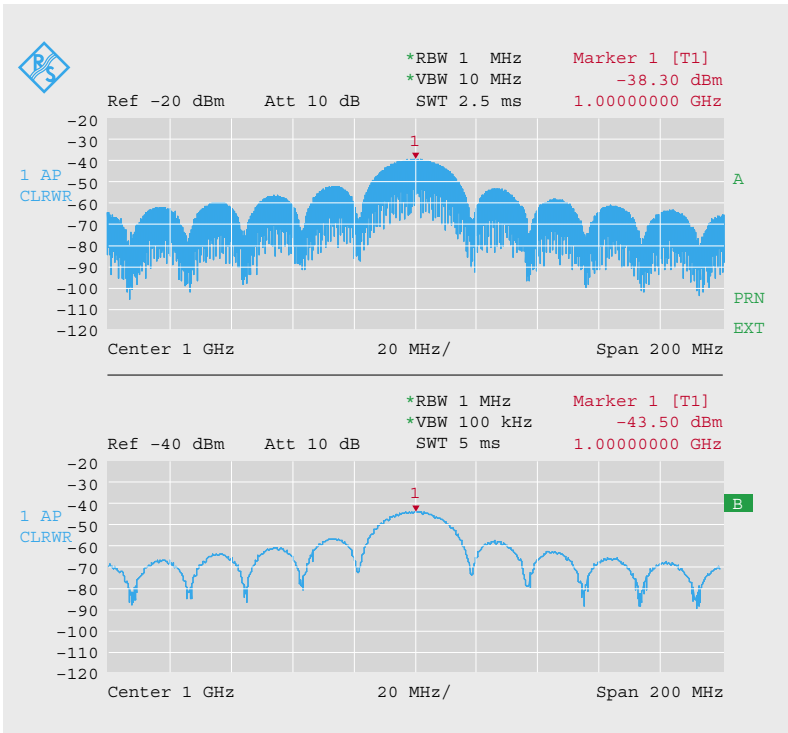 R&S
*RBW 1 MHz Marker 1 [T1]
*VBW 10 MHz -38.30 dBm
Ref -20 dBm Att 10 dB SWT 2.5 ms 1.00000000 GHz
-20
-30
1
-40
1 AP
CLRWR
A
-50
-60
-70
-80
-90
-100
PRN
-110
-120
EXT
Center 1 GHz 20 MHz/ Span 200 MHz
*RBW 1 MHz Marker 1 [T1]
*VBW 100 kHz -43.50 dBm
Ref -40 dBm Att 10 dB SWT 5 ms 1.00000000 GHz
-20
-30
1
-40
B
1 AP
CLRWR
-50
-60
-70
-80
-90
-100
-110
-120
Center 1 GHz 20 MHz/ Span 200 MHz